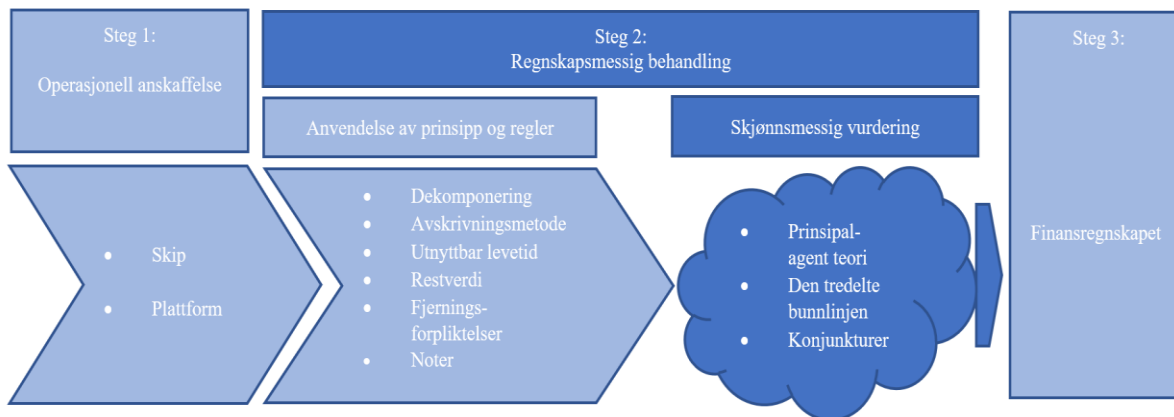 Steg 1:
Operasjonell anskaffelse
Steg 2:
Regnskapsmessig behandling
Steg 3:
Anvendelse av prinsipp og regler
Skjønnsmessig vurdering
• Skip
• Plattform
• Dekomponering
• Avskrivningsmetode
• Utnyttbar levetid
• Restverdi
• Fjernings-
forpliktelser
• Noter
• Prinsipal-
agent teori
• Den tredelte
bunnlinjen
• Konjunkturer
Finansregnskapet